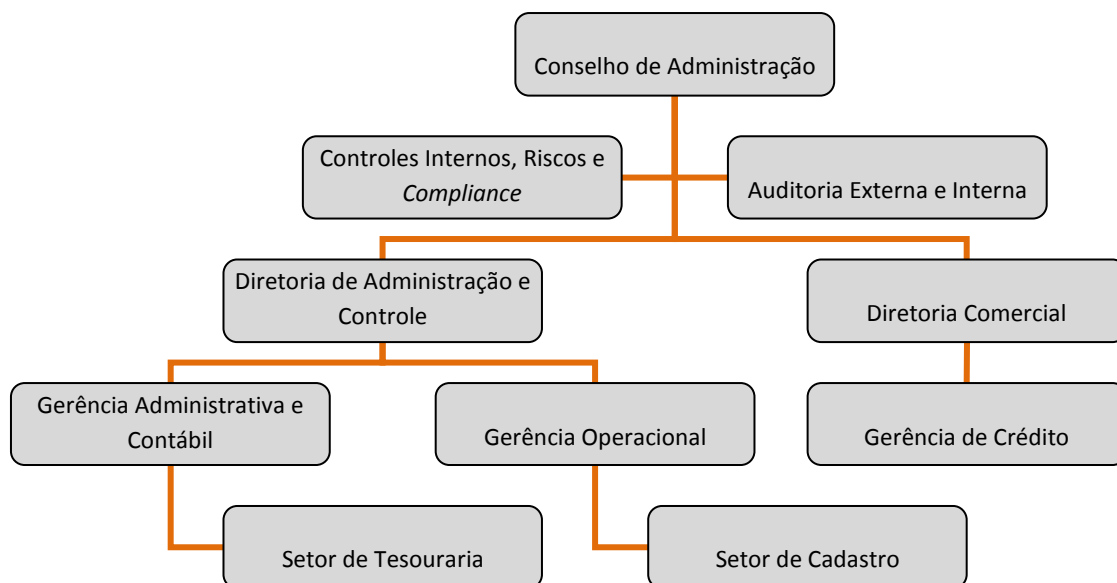 Conselho de Administração
Controles Internos, Riscos e
Compliance
Auditoria Externa e Interna
Diretoria de Administração e
Controle
Diretoria Comercial
Gerência Administrativa e
Contábil
Gerência Operacional
Gerência de Crédito
Setor de Tesouraria
Setor de Cadastro